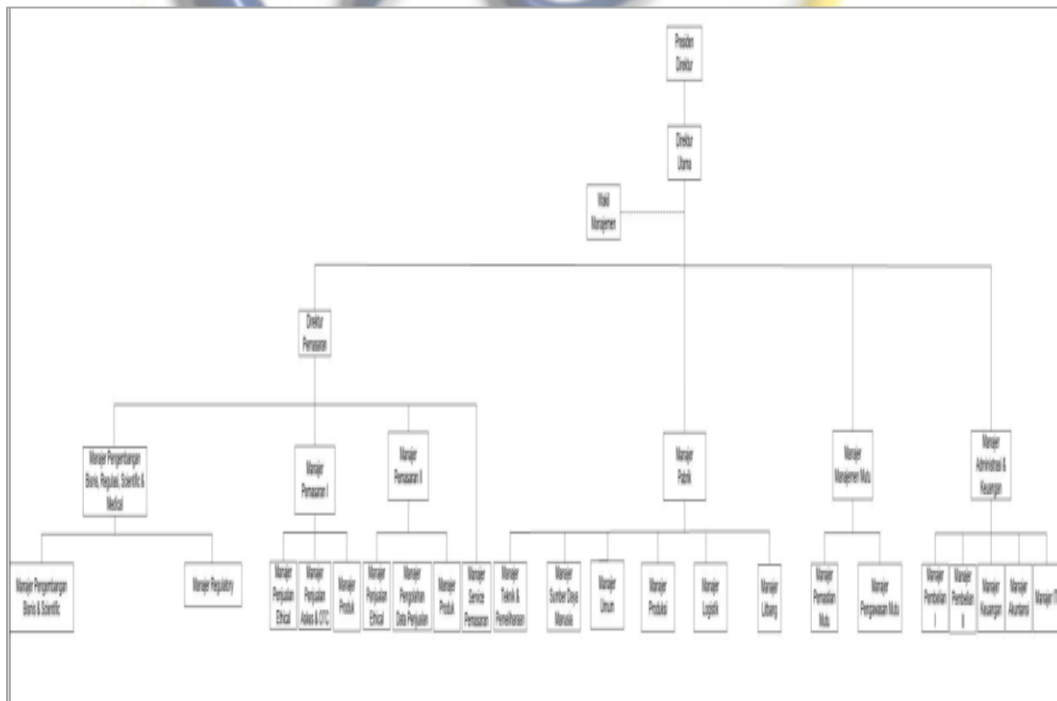 Presiden
Direktur
Direktur
Utama
Wakil
Manajemen
Direktur
Pemasaran
Manajer Pengembangan
Bisnis, Regulasi, Scientific &
Medical
Manajer
Pemasaran I
Manajer
Pemasaran II
Manajer
Pabrik
Manajer
Manajemen Mutu
Manajer
Administrasi &
Keuangan
Manajer Pengembangan
Bisnis & Scientific
Manajer Regulatory
Manajer
Penjualan
Ethical
Manajer
Penjualan
Askes & OTC
Manajer
Produk
Manajer
Penjualan
Ethical
Manajer
Pengolahan
Data Penjualan
Manajer
Produk
Manajer
Service
Pemasaran
Manajer
Teknik &
Pemeliharaan
Manajer
Sumber Daya
Manusia
Manajer
Umum
Manajer
Produksi
Manajer
Logistik
Manajer
Litbang
Manajer
Pemastian
Mutu
Manajer
Pengawasan Mutu
Manajer
Pembelian
I
Manajer
Pembelian
II
Manajer
Keuangan
Manajer
Akuntansi
Manajer IT